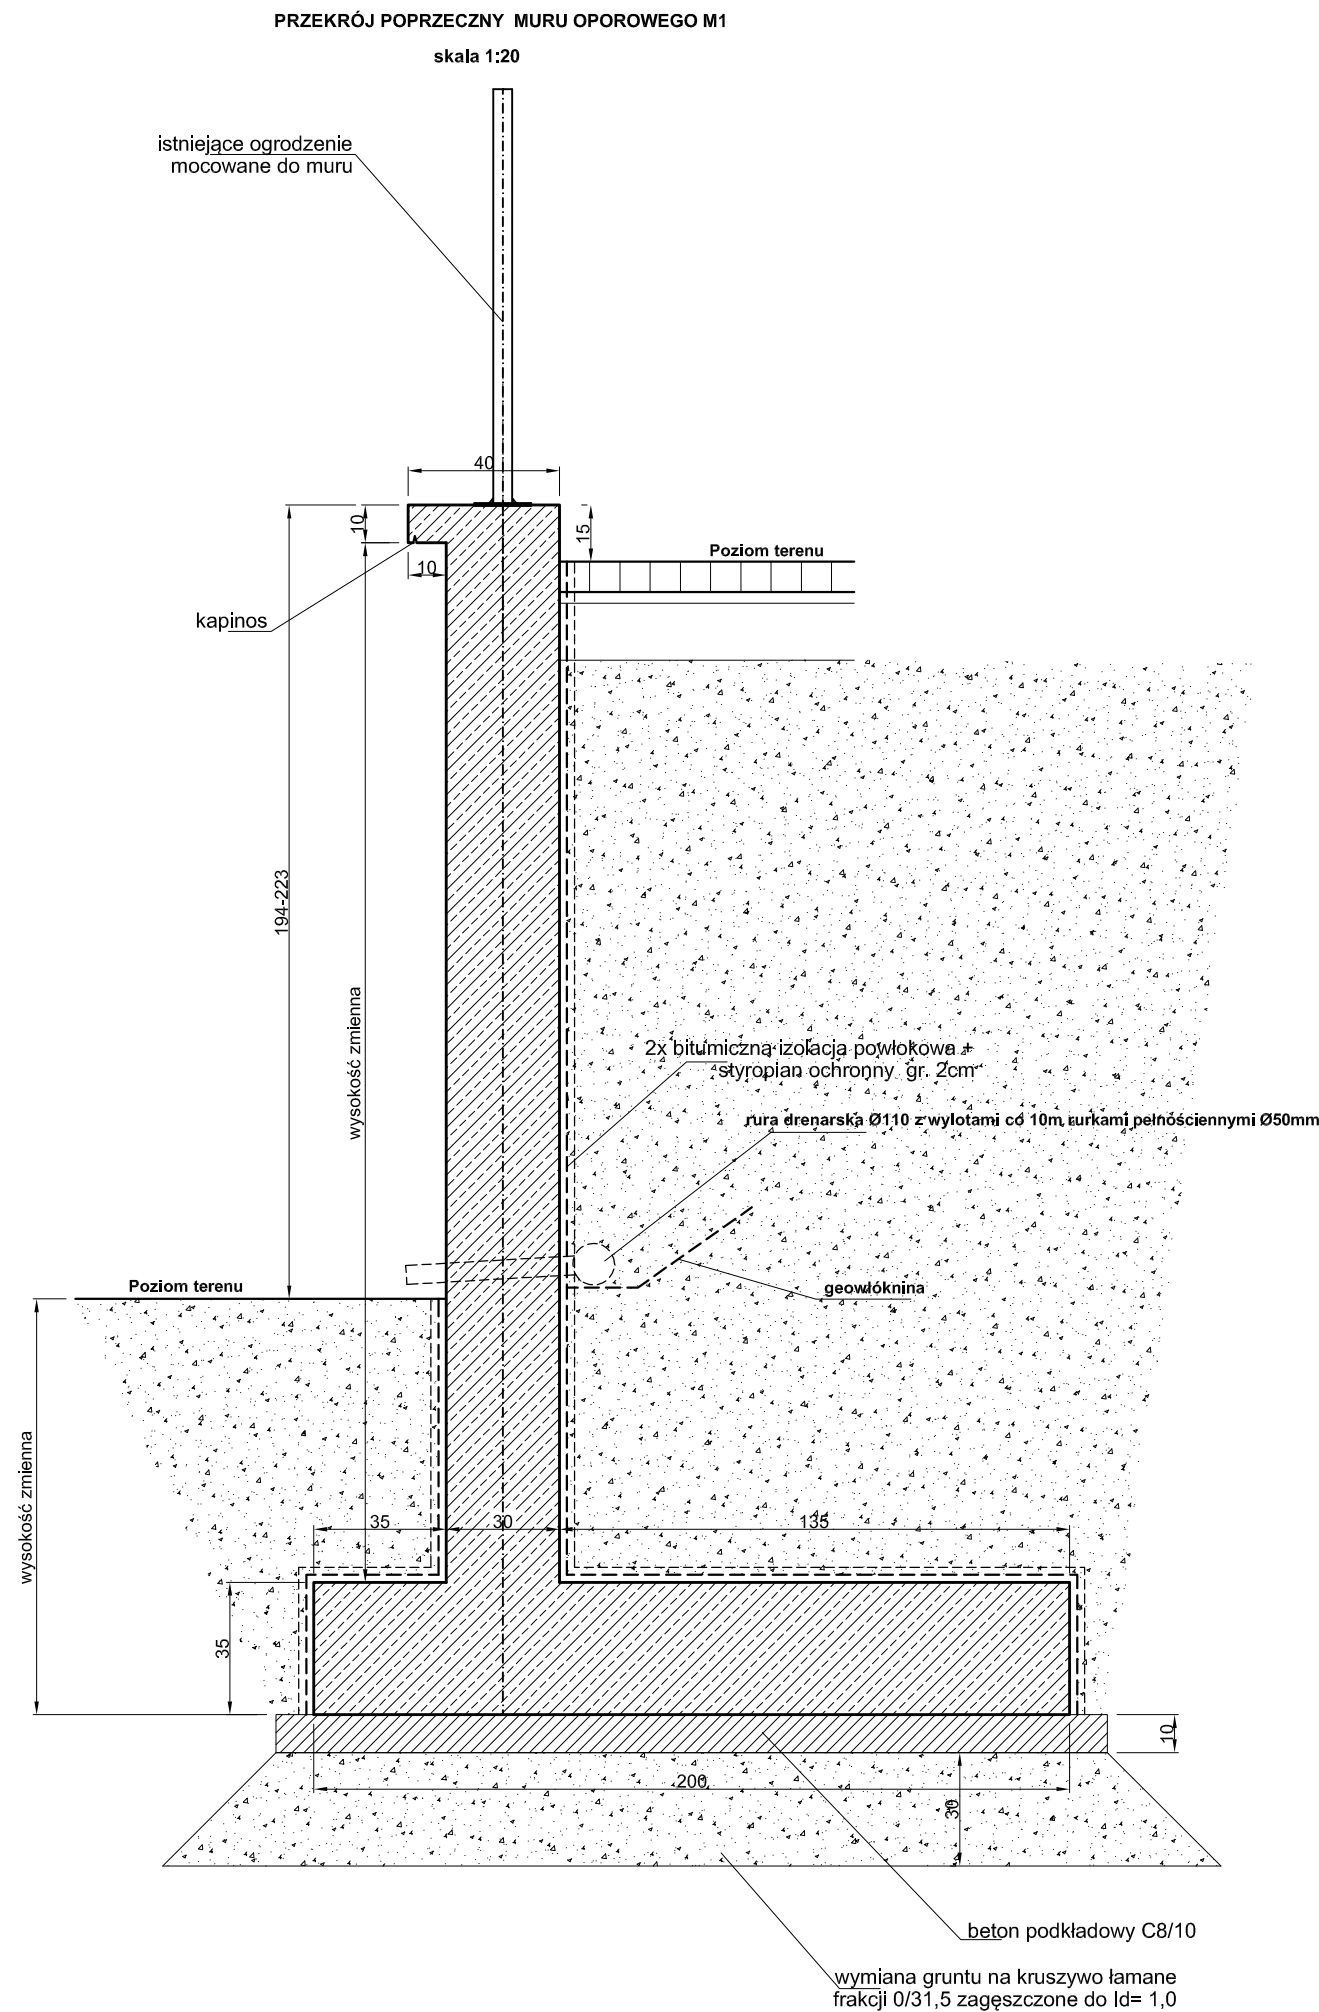 PRZEKRÓJ POPRZECZNY MURU OPOROWEGO M1
skala 1:20
istniejące ogrodzenie
mocowane do muru
40
10
15
Poziom terenu
10
kapinos
194-223
wysokość zmienna
2x bitumiczną izolacją powłokową +
styropian ochronny gr. 2cm
rura drenarska Ø110 z wylotami co 10m rurkami pełnościennymi Ø50mm
Poziom terenu
geowłóknina
wysokość zmienna
35
30
135
35
10
200
30
beton podkładowy C8/10
wymiana gruntu na kruszywo łamane
frakcji 0/31,5 zagęszczone do Id= 1,0